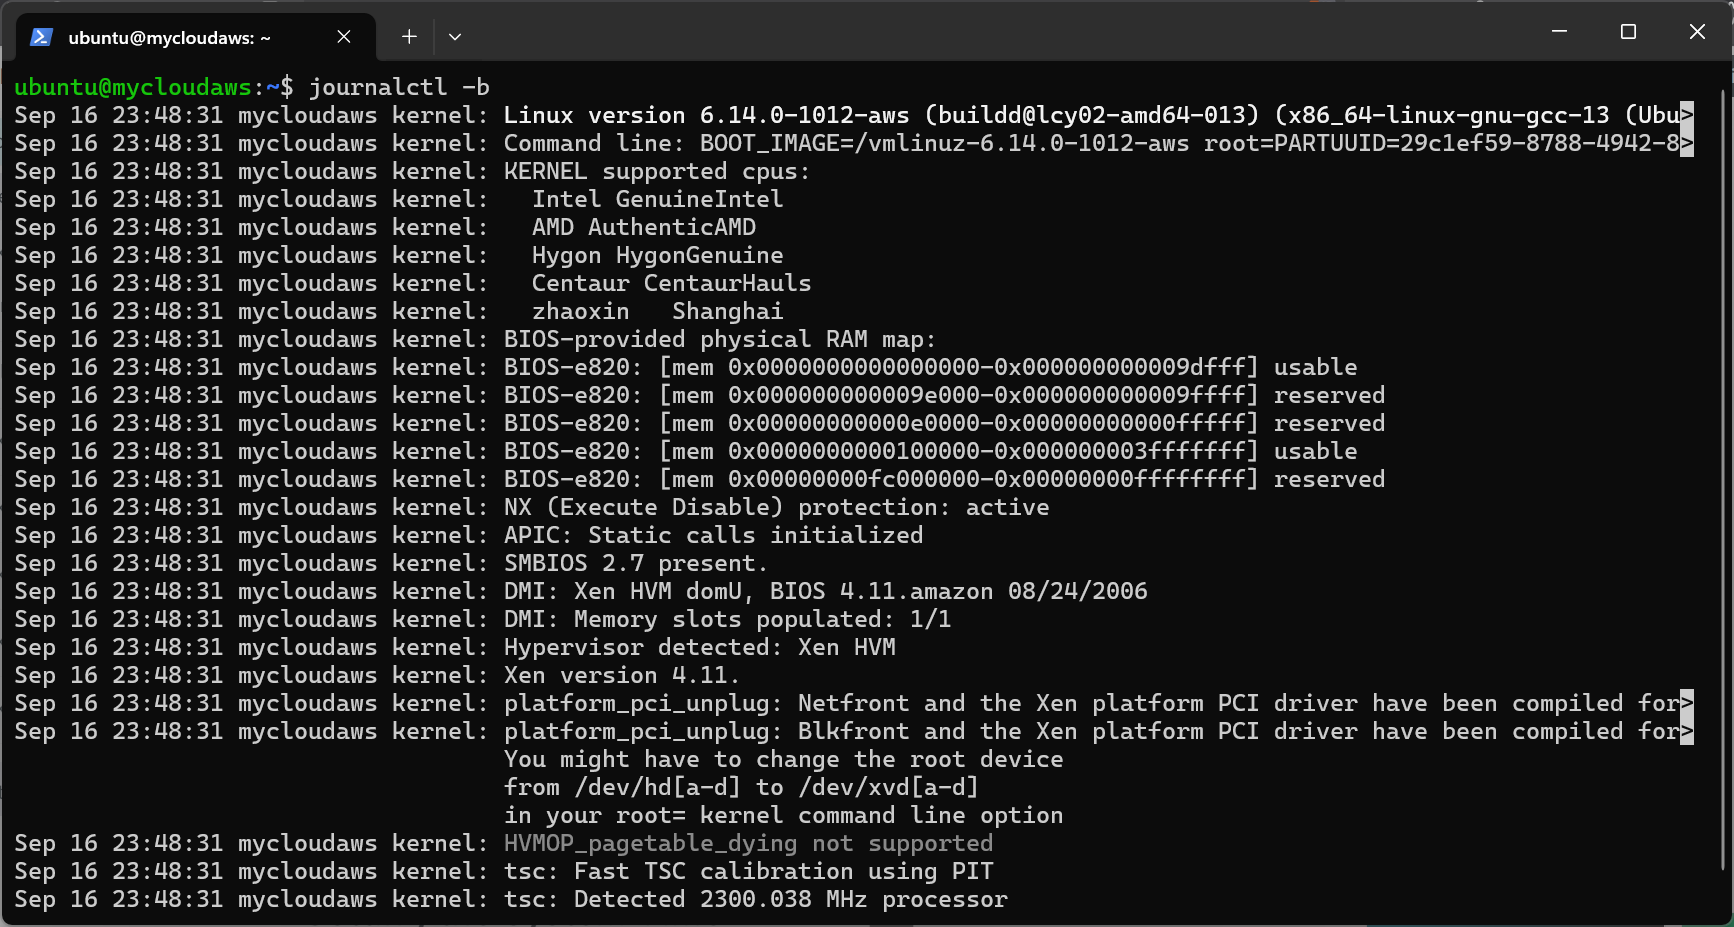 ubuntu@mycloudaws: ~
ubuntu@mycloudaws:~$ journalctl -b
Sep 16 23:48:31 mycloudaws kernel: Linux version 6.14.0-1012-aws (buildd@lcy02-amd64-013) (x86_64-linux-gnu-gcc-13 (Ubu>
Sep 16 23:48:31 mycloudaws kernel: Command line: BOOT_IMAGE=/vmlinuz-6.14.0-1012-aws root=PARTUUID=29c1ef59-8788-4942-8>
Sep 16 23:48:31 mycloudaws kernel: KERNEL supported cpus:
Sep 16 23:48:31 mycloudaws kernel:   Intel GenuineIntel
Sep 16 23:48:31 mycloudaws kernel:   AMD AuthenticAMD
Sep 16 23:48:31 mycloudaws kernel:   Hygon HygonGenuine
Sep 16 23:48:31 mycloudaws kernel:   Centaur CentaurHauls
Sep 16 23:48:31 mycloudaws kernel:   zhaoxin   Shanghai
Sep 16 23:48:31 mycloudaws kernel: BIOS-provided physical RAM map:
Sep 16 23:48:31 mycloudaws kernel: BIOS-e820: [mem 0x0000000000000000-0x000000000009dfff] usable
Sep 16 23:48:31 mycloudaws kernel: BIOS-e820: [mem 0x000000000009e000-0x000000000009ffff] reserved
Sep 16 23:48:31 mycloudaws kernel: BIOS-e820: [mem 0x00000000000e0000-0x00000000000fffff] reserved
Sep 16 23:48:31 mycloudaws kernel: BIOS-e820: [mem 0x0000000000100000-0x000000003fffffff] usable
Sep 16 23:48:31 mycloudaws kernel: BIOS-e820: [mem 0x00000000fc000000-0x00000000ffffffff] reserved
Sep 16 23:48:31 mycloudaws kernel: NX (Execute Disable) protection: active
Sep 16 23:48:31 mycloudaws kernel: APIC: Static calls initialized
Sep 16 23:48:31 mycloudaws kernel: SMBIOS 2.7 present.
Sep 16 23:48:31 mycloudaws kernel: DMI: Xen HVM domU, BIOS 4.11.amazon 08/24/2006
Sep 16 23:48:31 mycloudaws kernel: DMI: Memory slots populated: 1/1
Sep 16 23:48:31 mycloudaws kernel: Hypervisor detected: Xen HVM
Sep 16 23:48:31 mycloudaws kernel: Xen version 4.11.
Sep 16 23:48:31 mycloudaws kernel: platform_pci_unplug: Netfront and the Xen platform PCI driver have been compiled for>
Sep 16 23:48:31 mycloudaws kernel: platform_pci_unplug: Blkfront and the Xen platform PCI driver have been compiled for>
You might have to change the root device
from /dev/hd[a-d] to /dev/xvd[a-d]
in your root= kernel command line option
Sep 16 23:48:31 mycloudaws kernel: HVMOP_pagetable_dying not supported
Sep 16 23:48:31 mycloudaws kernel: tsc: Fast TSC calibration using PIT
Sep 16 23:48:31 mycloudaws kernel: tsc: Detected 2300.038 MHz processor